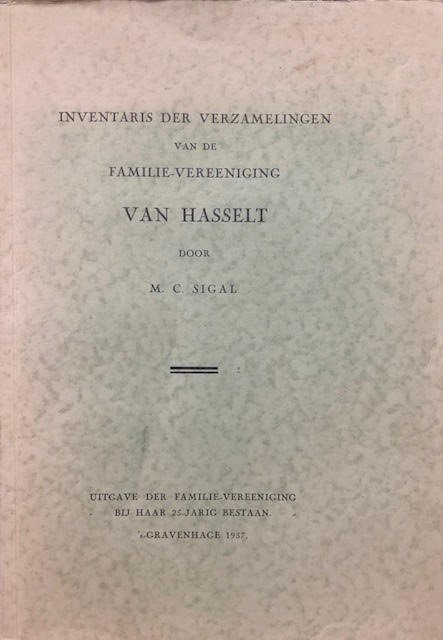 INVENTARIS DER VERZAMELINGEN
VAN DE
FAMILIE-VEREENIGING
VAN HASSELT
DOOR
M. C. SIGAL
UITGAVE DER FAMILIE-VEREENIGING
BIJ HAAR 25-JARIG BESTAAN.
's-GRAVENHAGE 1937.